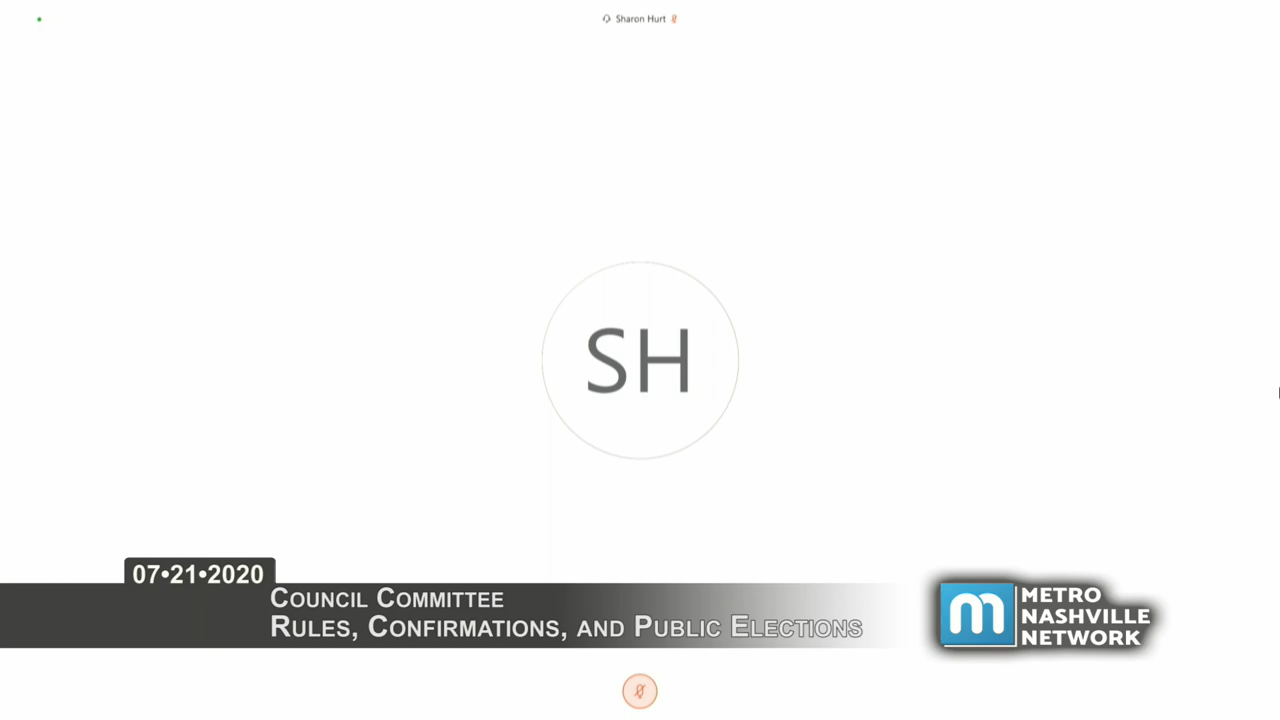 Sharon Hurt
SH
07•21•2020
Council Committee
Rules, Confirmations, and Public Elections
m
METRO
NASHVILLE
NETWORK